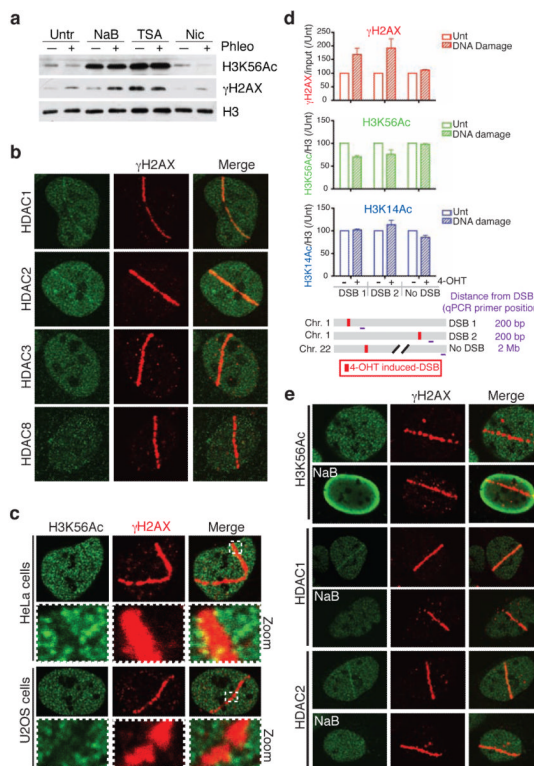 a
Untr NaB TSA Nic
Phleo
— + — + — + — +
H3K56Ac
γH2AX
H3
b
γH2AX Merge
HDAC1
HDAC2
HDAC3
HDAC8
c
H3K56Ac γH2AX Merge
HeLa cells
Zoom
U2OS cells
Zoom
d
γH2AX
γH2AX/input (/Unt)
250
200
150
100
50
0
Unt
DNA Damage
H3K56Ac
H3K56Ac/H3 (/Unt)
150
100
50
0
Unt
DNA damage
H3K14Ac
H3K14Ac/H3 (/Unt)
150
100
50
0
Unt
DNA damage
- + - + - + 4-OHT
DSB 1 DSB 2 No DSB
Distance from DSB
(qPCR primer position)
Chr. 1 DSB 1 200 bp
Chr. 1 DSB 2 200 bp
Chr. 22 No DSB 2 Mb
4-OHT induced-DSB
e
γH2AX Merge
H3K56Ac
NaB
HDAC1
NaB
HDAC2
NaB